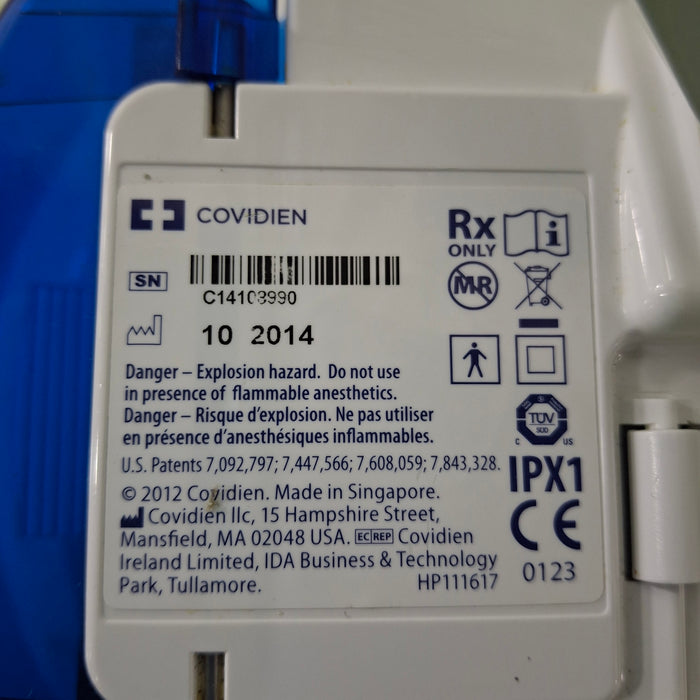 COVIDIEN
Rx
ONLY
SN
C14103990
MR
10 2014
Danger – Explosion hazard. Do not use
in presence of flammable anesthetics.
Danger – Risque d'explosion. Ne pas utiliser
en présence d'anesthésiques inflammables.
TÜV
SÜD
C US
U.S. Patents 7,092,797; 7,447,566; 7,608,059; 7,843,328.
IPX1
© 2012 Covidien. Made in Singapore.
Covidien llc, 15 Hampshire Street,
Mansfield, MA 02048 USA. EC REP Covidien
Ireland Limited, IDA Business & Technology
Park, Tullamore. HP111617
CE
0123